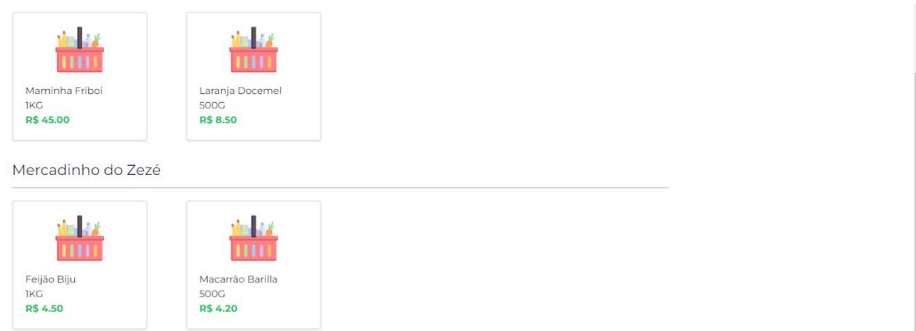 Maminha Friboi
1KG
R$ 45.00
Laranja Docemel
500G
R$ 8.50
Mercadinho do Zezé
Feijão Biju
1KG
R$ 4.50
Macarrão Barilla
500G
R$ 4.20